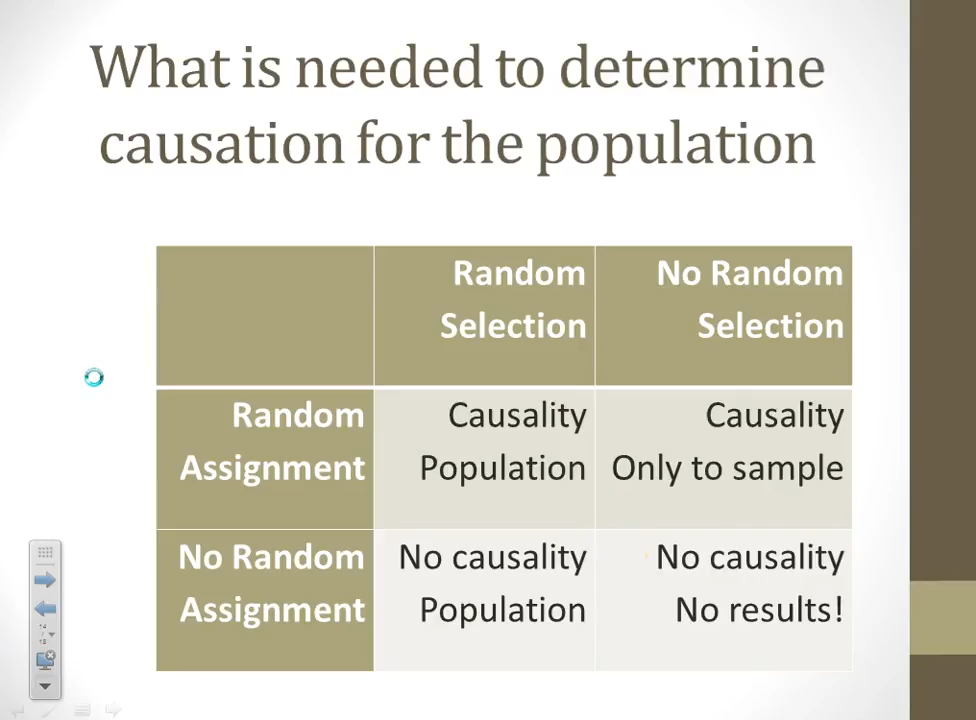 What is needed to determine
causation for the population
Random
Selection
No Random
Selection
Random
Assignment
Causality
Population
Causality
Only to sample
No Random
Assignment
No causality
Population
No causality
No results!